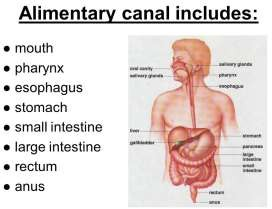 Alimentary canal includes:
● mouth
● pharynx
● esophagus
● stomach
● small intestine
● large intestine
● rectum
● anus
oral cavity
salivary glands
salivary glands
pharynx
esophagus
liver
gallbladder
stomach
pancreas
large
intestine
small
intestine
rectum
anus